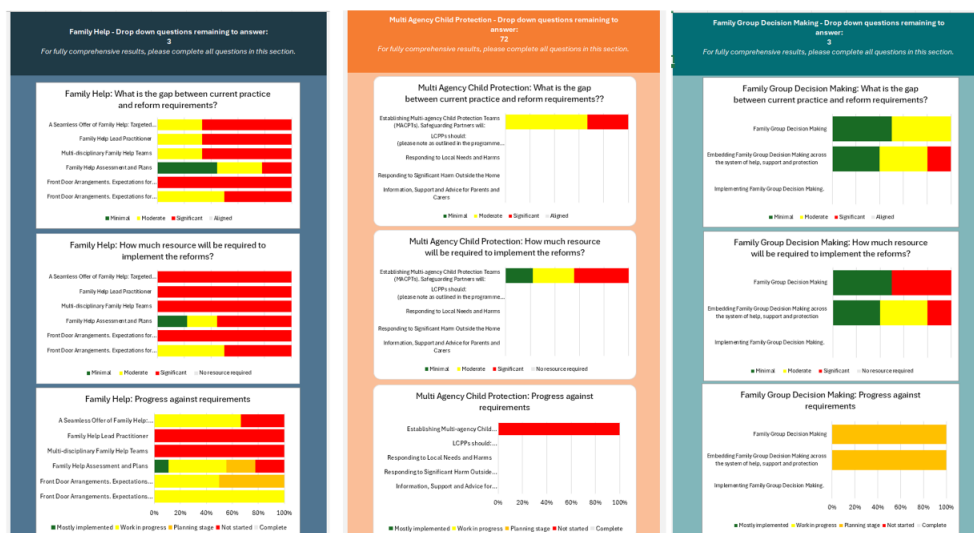 Family Help - Drop down questions remaining to answer:
3
For fully comprehensive results, please complete all questions in this section.
Family Help: What is the gap between current practice
and reform requirements?
A Seamless Offer of Family Help: Targeted...
Family Help Lead Practitioner
Multi-disciplinary Family Help Teams
Family Help Assessment and Plans
Front Door Arrangements. Expectations for...
Front Door Arrangements. Expectations for...
Minimal Moderate Significant Aligned
Family Help: How much resource will be required to
implement the reforms?
A Seamless Offer of Family Help: Targeted...
Family Help Lead Practitioner
Multi-disciplinary Family Help Teams
Family Help Assessment and Plans
Front Door Arrangements. Expectations for...
Front Door Arrangements. Expectations for...
Minimal Moderate Significant No resource required
Family Help: Progress against requirements
A Seamless Offer of Family Help:...
Family Help Lead Practitioner
Multi-disciplinary Family Help Teams
Family Help Assessment and Plans
Front Door Arrangements. Expectations...
Front Door Arrangements. Expectations...
0% 20% 40% 60% 80% 100%
Mostly implemented Work in progress Planning stage Not started Complete
Multi Agency Child Protection - Drop down questions remaining to
answer:
72
For fully comprehensive results, please complete all questions in this section.
Multi Agency Child Protection: What is the gap
between current practice and reform requirements??
Establishing Multi-agency Child Protection Teams
(MACPTs), Safeguarding Partners will:
LCPPs should:
(please note as outlined in the programme...
Responding to Local Needs and Harms
Responding to Significant Harm Outside the Home
Information, Support and Advice for Parents and
Carers
Minimal Moderate Significant Aligned
Multi Agency Child Protection: How much resource
will be required to implement the reforms?
Establishing Multi-agency Child Protection Teams
(MACPTs), Safeguarding Partners will:
LCPPs should:
(please note as outlined in the programme...
Responding to Local Needs and Harms
Responding to Significant Harm Outside the Home
Information, Support and Advice for Parents and
Carers
Minimal Moderate Significant No resource required
Multi Agency Child Protection: Progress against
requirements
Establishing Multi-agency Child...
LCPPs should:...
Responding to Local Needs and Harms
Responding to Significant Harm Outside...
Information, Support and Advice for...
0% 20% 40% 60% 80% 100%
Mostly implemented Work in progress Planning stage Not started Complete
Family Group Decision Making - Drop down questions remaining to
answer:
3
For fully comprehensive results, please complete all questions in this section.
Family Group Decision Making: What is the gap
between current practice and reform requirements?
Family Group Decision Making
Embedding Family Group Decision Making across
the system of help, support and protection
Implementing Family Group Decision Making.
Minimal Moderate Significant Aligned
Family Group Decision Making: How much resource
will be required to implement the reforms?
Family Group Decision Making
Embedding Family Group Decision Making across
the system of help, support and protection
Implementing Family Group Decision Making.
Minimal Moderate Significant No resource required
Family Group Decision Making: Progress against
requirements
Family Group Decision Making
Embedding Family Group Decision Making across
the system of help, support and protection
Implementing Family Group Decision Making.
0% 20% 40% 60% 80% 100%
Mostly implemented Work in progress Planning stage Not started Complete